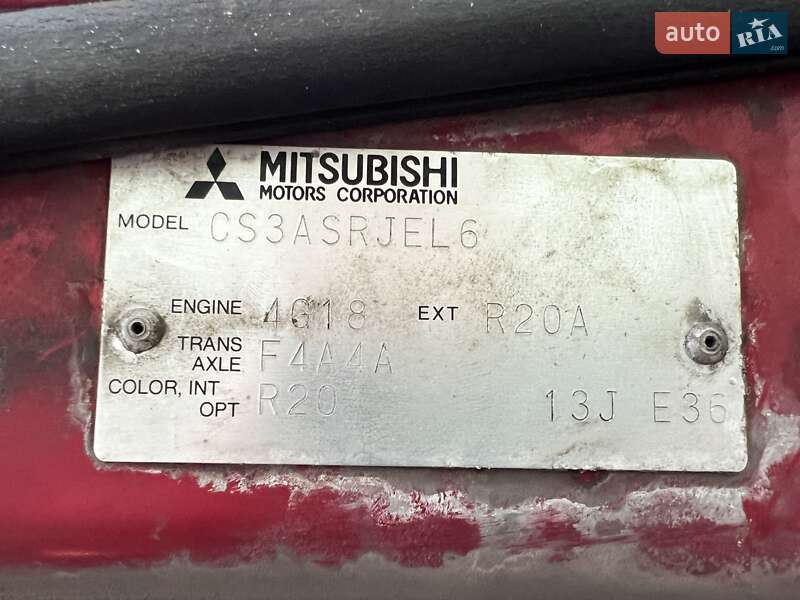 auto RIA.com
MITSUBISHI
MOTORS CORPORATION
MODEL CS3ASRJEL6
ENGINE 4G18 EXT R20A
TRANS AXLE F4A4A
COLOR, INT OPT R20 13J E36